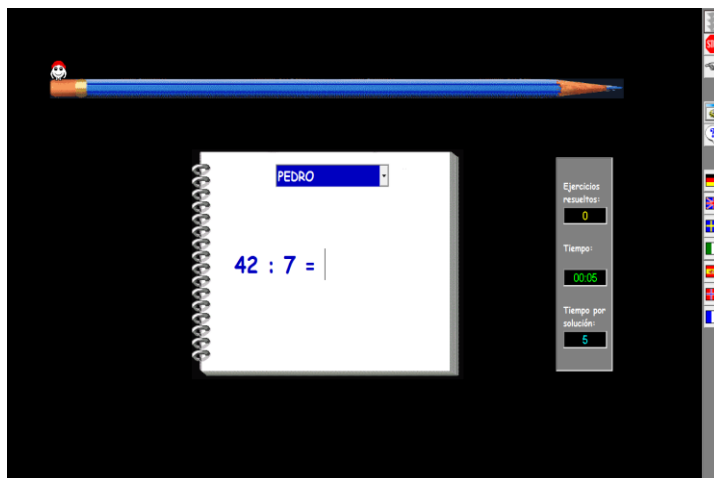 PEDRO
42 : 7 =
Ejercicios
resueltos:
0
Tiempo:
00:05
Tiempo por
solución:
5